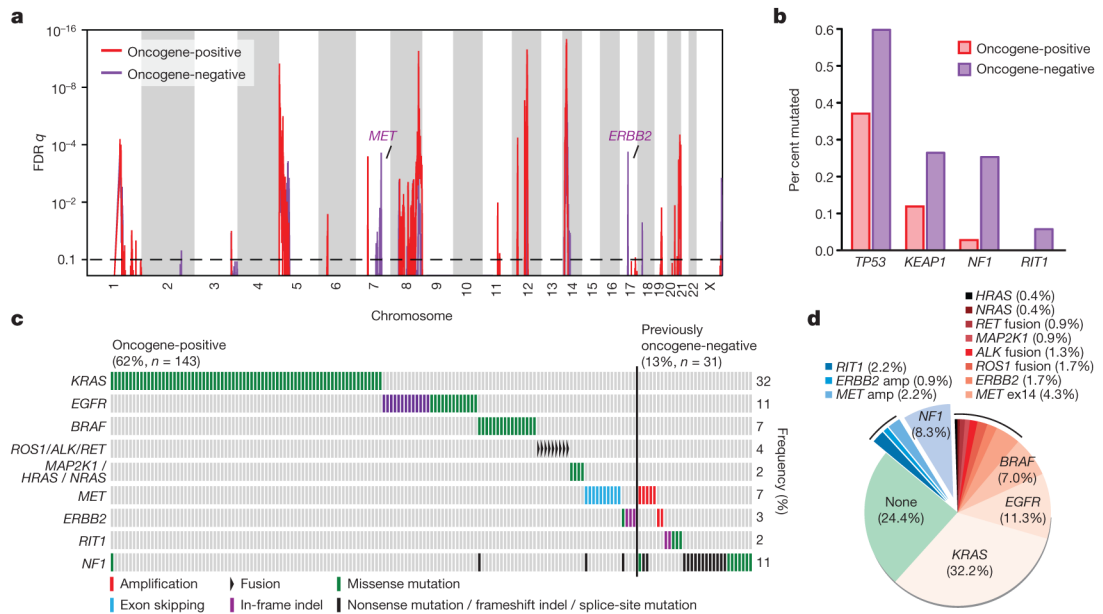 a
10⁻¹⁶
10⁻⁸
10⁻⁴
10⁻²
0.1
FDR q
Oncogene-positive
Oncogene-negative
MET
ERBB2
1 2 3 4 5 6 7 8 9 10 11 12 13 14 15 16 17 18 19 20 21 22 X
Chromosome
b
0.6
0.5
0.4
0.3
0.2
0.1
0.0
Per cent mutated
Oncogene-positive
Oncogene-negative
TP53 KEAP1 NF1 RIT1
c
Oncogene-positive
(62%, n = 143)
Previously
oncogene-negative
(13%, n = 31)
KRAS 32
EGFR 11
BRAF 7
ROS1/ALK/RET 4
MAP2K1 /
HRAS / NRAS 2
MET 7
ERBB2 3
RIT1 2
NF1 11
Frequency (%)
Amplification
Fusion
Missense mutation
Exon skipping
In-frame indel
Nonsense mutation / frameshift indel / splice-site mutation
d
HRAS (0.4%)
NRAS (0.4%)
RET fusion (0.9%)
MAP2K1 (0.9%)
ALK fusion (1.3%)
ROS1 fusion (1.7%)
ERBB2 (1.7%)
MET ex14 (4.3%)
RIT1 (2.2%)
ERBB2 amp (0.9%)
MET amp (2.2%)
NF1
(8.3%)
BRAF
(7.0%)
EGFR
(11.3%)
None
(24.4%)
KRAS
(32.2%)